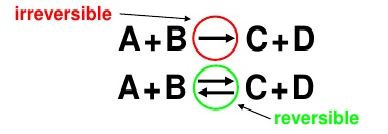 irreversible
A+B → C+D
A+B ⇄ C+D
reversible